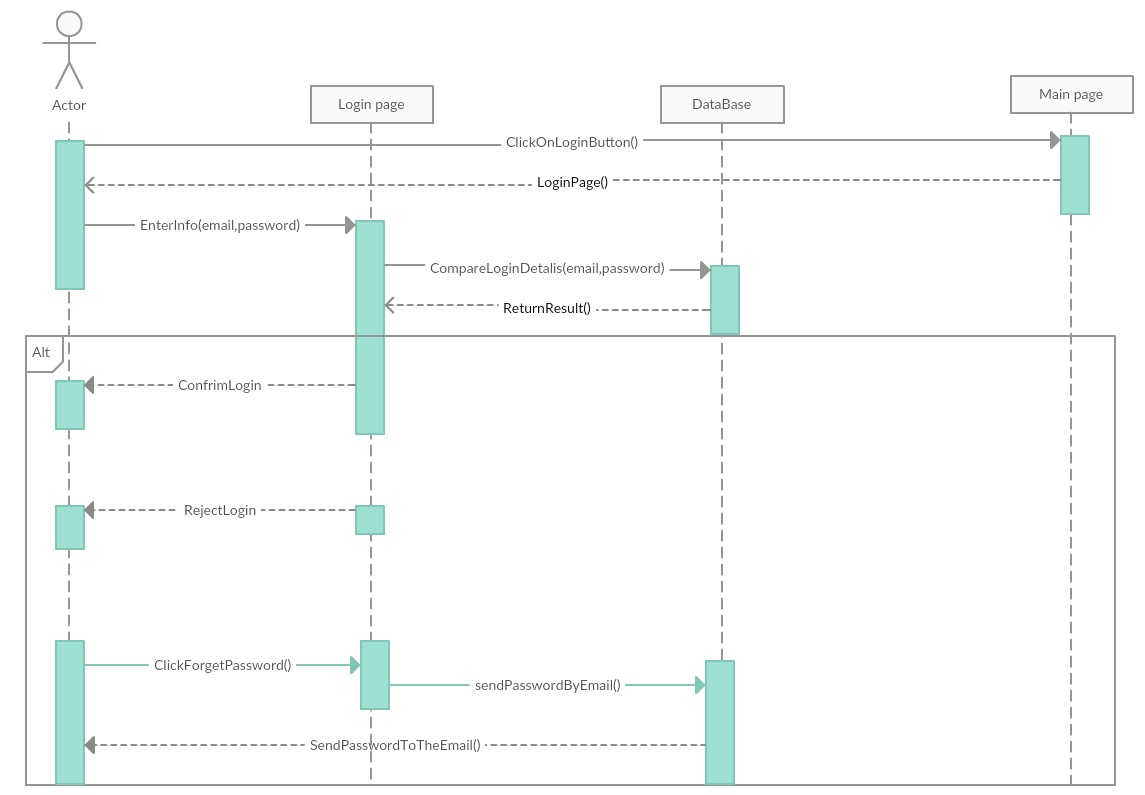 Actor
Login page
DataBase
Main page
ClickOnLoginButton()
LoginPage()
EnterInfo(email,password)
CompareLoginDetalis(email,password)
ReturnResult()
Alt
ConfrimLogin
RejectLogin
ClickForgetPassword()
sendPasswordByEmail()
SendPasswordToTheEmail()